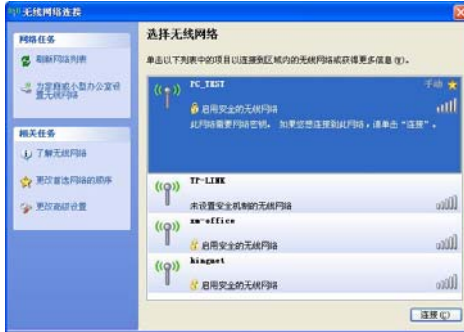 无线网络连接
网络任务
刷新网络列表
为家庭或小型办公室设
置无线网络
相关任务
了解无线网络
更改首选网络的顺序
更改高级设置
选择无线网络
单击以下列表中的项目以连接到区域内的无线网络或获得更多信息(W)。
PC_TEST
手动
启用安全的无线网络
此网络需要网络密钥。如果您想连接到此网络,请单击“连接”。
TP-LINK
未设置安全机制的无线网络
zm-office
启用安全的无线网络
kingnet
启用安全的无线网络
连接(C)